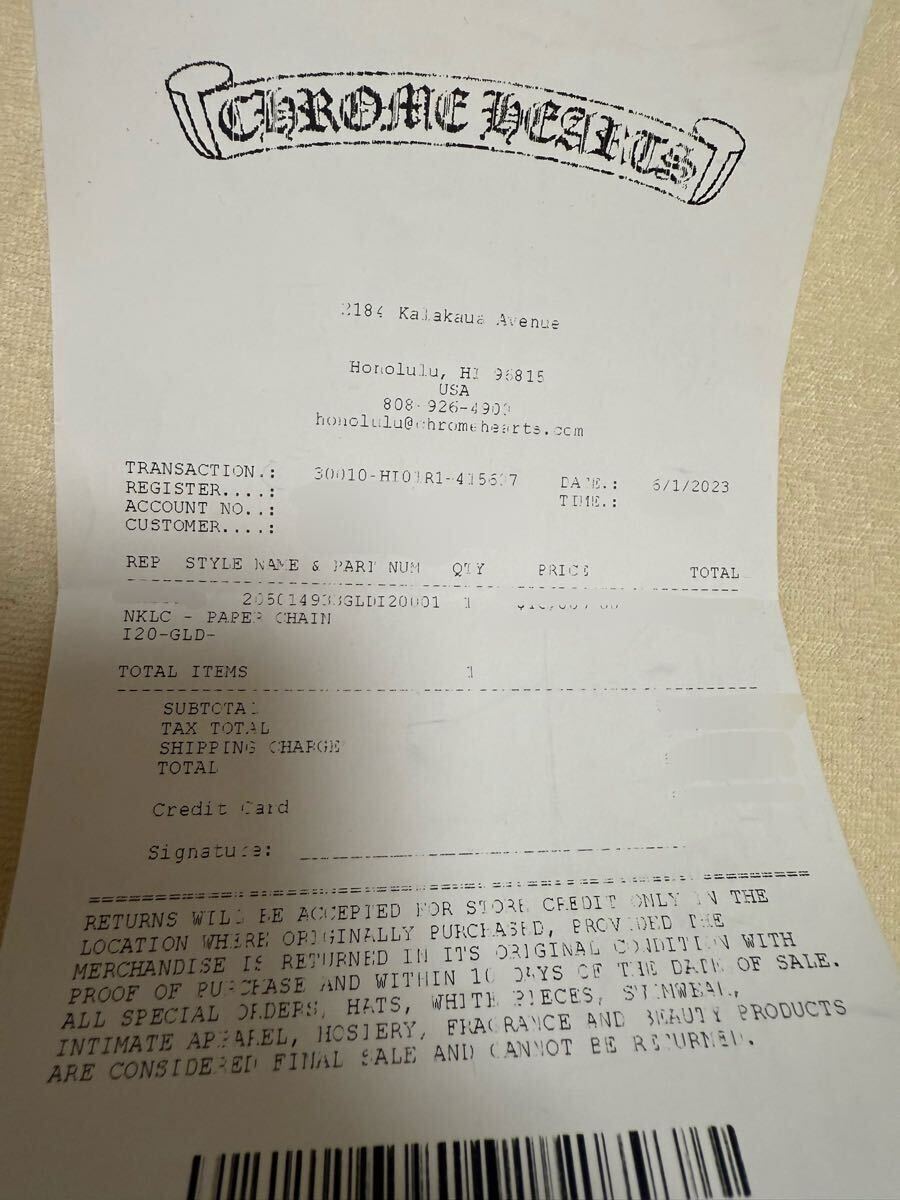 CHROME HEARTS
2184 Kalakaua Avenue
Honolulu, HI 96815
USA
808-926-4900
honolulu@chromehearts.com
TRANSACTION.: 30010-HI01R1-415607 DATE.: 6/1/2023
REGISTER....: TIME.:
ACCOUNT NO..:
CUSTOMER....:
REP STYLE NAME & PART NUM QTY PRICE TOTAL
205014933GLDI20001 1
NKLC - PAPER CHAIN
I20-GLD-
TOTAL ITEMS 1
SUBTOTAL
TAX TOTAL
SHIPPING CHARGE
TOTAL
Credit Card
Signature:
RETURNS WILL BE ACCEPTED FOR STORE CREDIT ONLY IN THE
LOCATION WHERE ORIGINALLY PURCHASED, PROVIDED THE
MERCHANDISE IS RETURNED IN ITS ORIGINAL CONDITION WITH
PROOF OF PURCHASE AND WITHIN 10 DAYS OF THE DATE OF SALE.
ALL SPECIAL ORDERS, HATS, WHITE PIECES, SWIMWEAR,
INTIMATE APPAREL, HOSIERY, FRAGRANCE AND BEAUTY PRODUCTS
ARE CONSIDERED FINAL SALE AND CANNOT BE RETURNED.